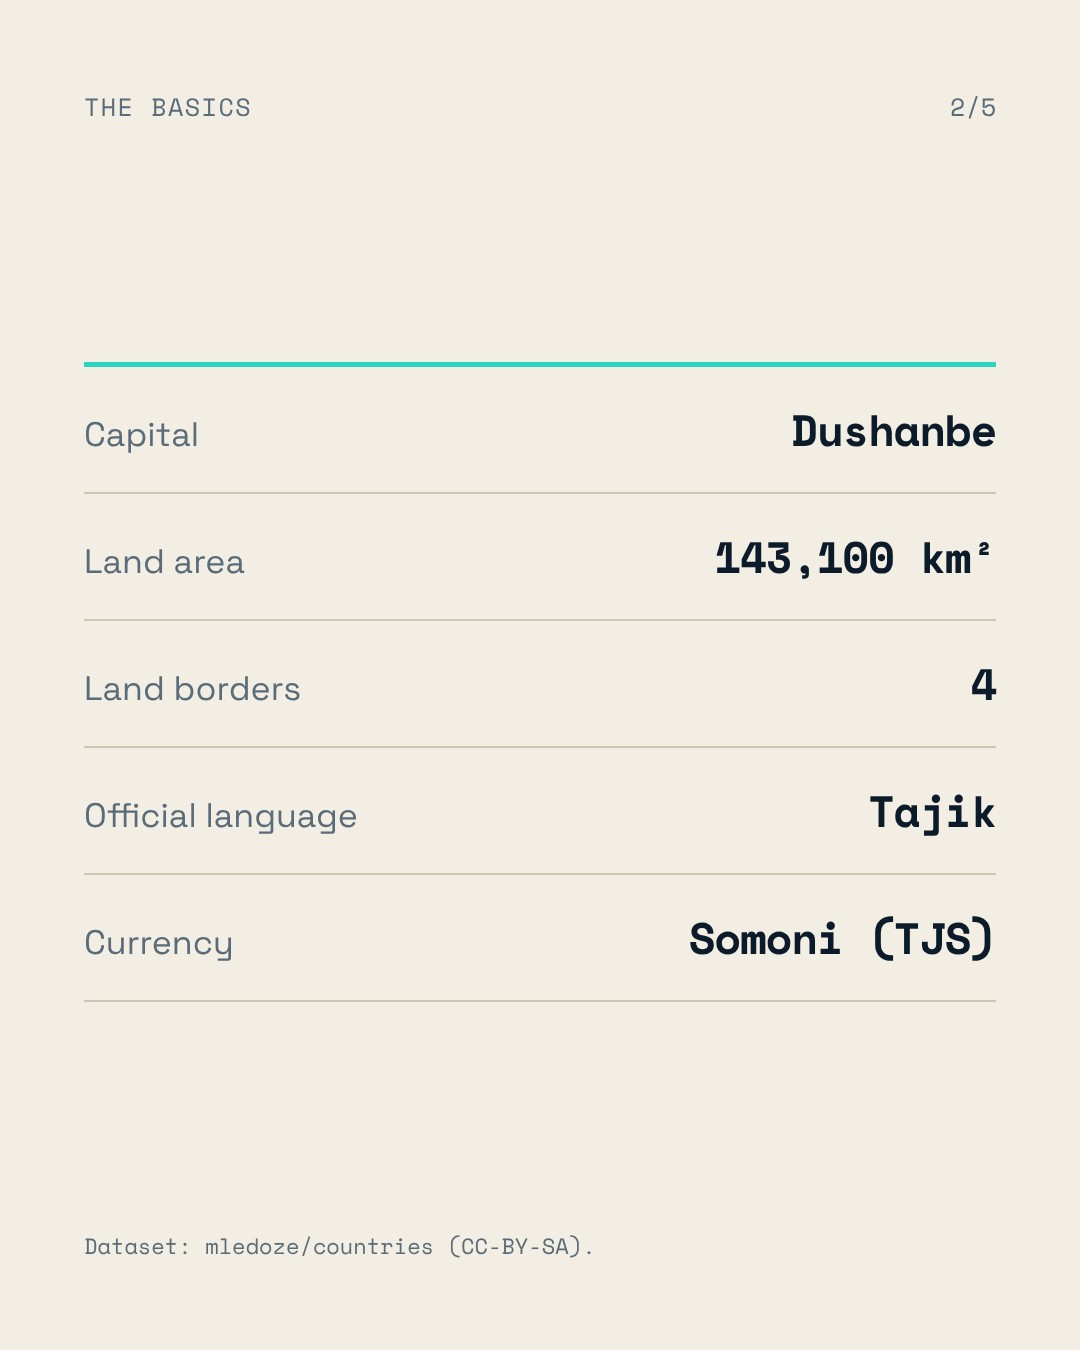 THE BASICS 2/5
Capital Dushanbe
Land area 143,100 km²
Land borders 4
Official language Tajik
Currency Somoni (TJS)
Dataset: mledoze/countries (CC-BY-SA).